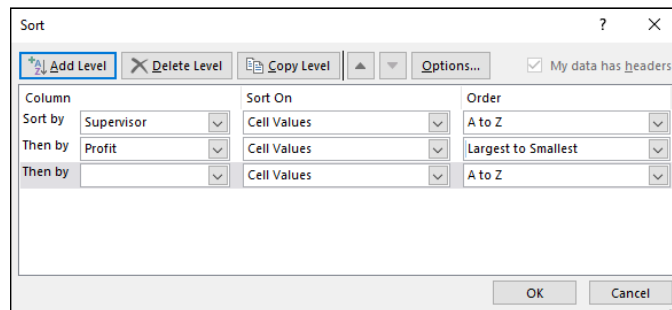 Sort ? X
Add Level Delete Level Copy Level Options... My data has headers
Column Sort On Order
Sort by Supervisor Cell Values A to Z
Then by Profit Cell Values Largest to Smallest
Then by Cell Values A to Z
OK Cancel